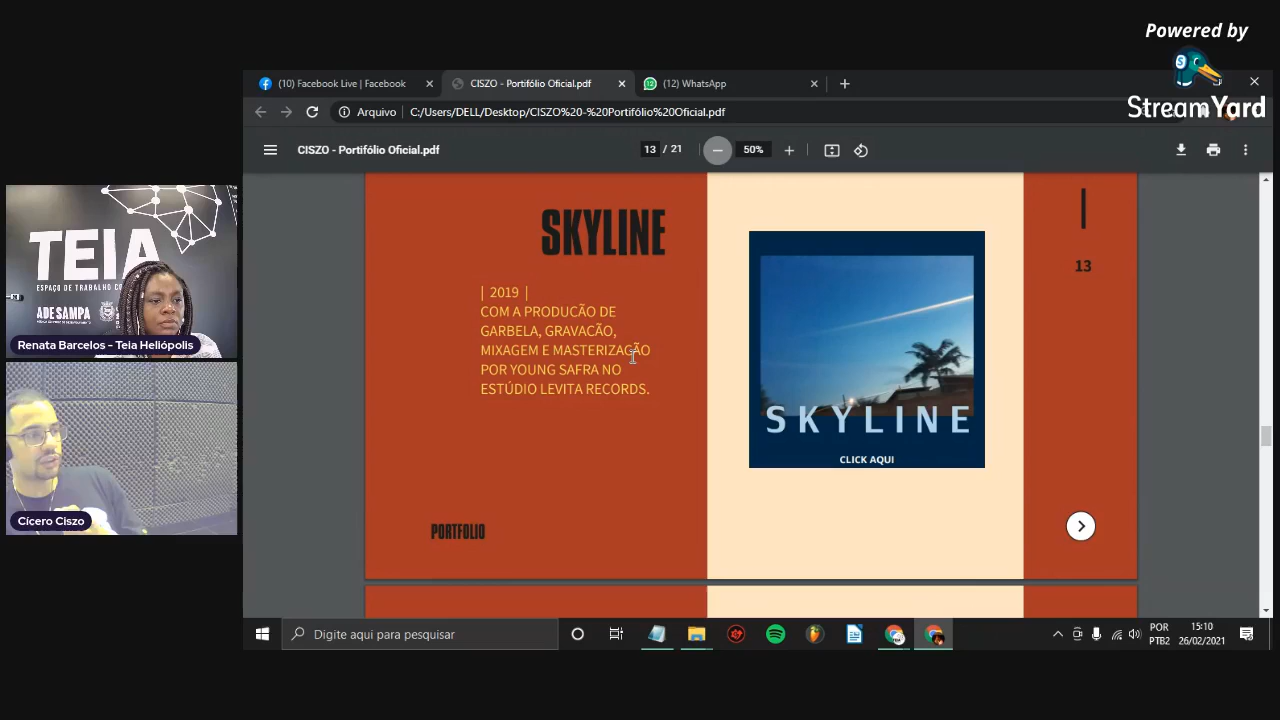 Powered by
StreamYard
(10) Facebook Live | Facebook
CISZO - Portifólio Oficial.pdf
(12) WhatsApp
Arquivo
C:/Users/DELL/Desktop/CISZO%20-%20Portifólio%20Oficial.pdf
CISZO - Portifólio Oficial.pdf
13 / 21
50%
SKYLINE
| 2019 |
COM A PRODUCÃO DE
GARBELA, GRAVACÃO,
MIXAGEM E MASTERIZAÇÃO
POR YOUNG SAFRA NO
ESTÚDIO LEVITA RECORDS.
PORTFOLIO
SKYLINE
CLICK AQUI
13
TEIA
ESPAÇO DE TRABALHO
ADE SAMPA
Renata Barcelos - Teia Heliópolis
Cícero Ciszo
Digite aqui para pesquisar
POR
PTB2
15:10
26/02/2021